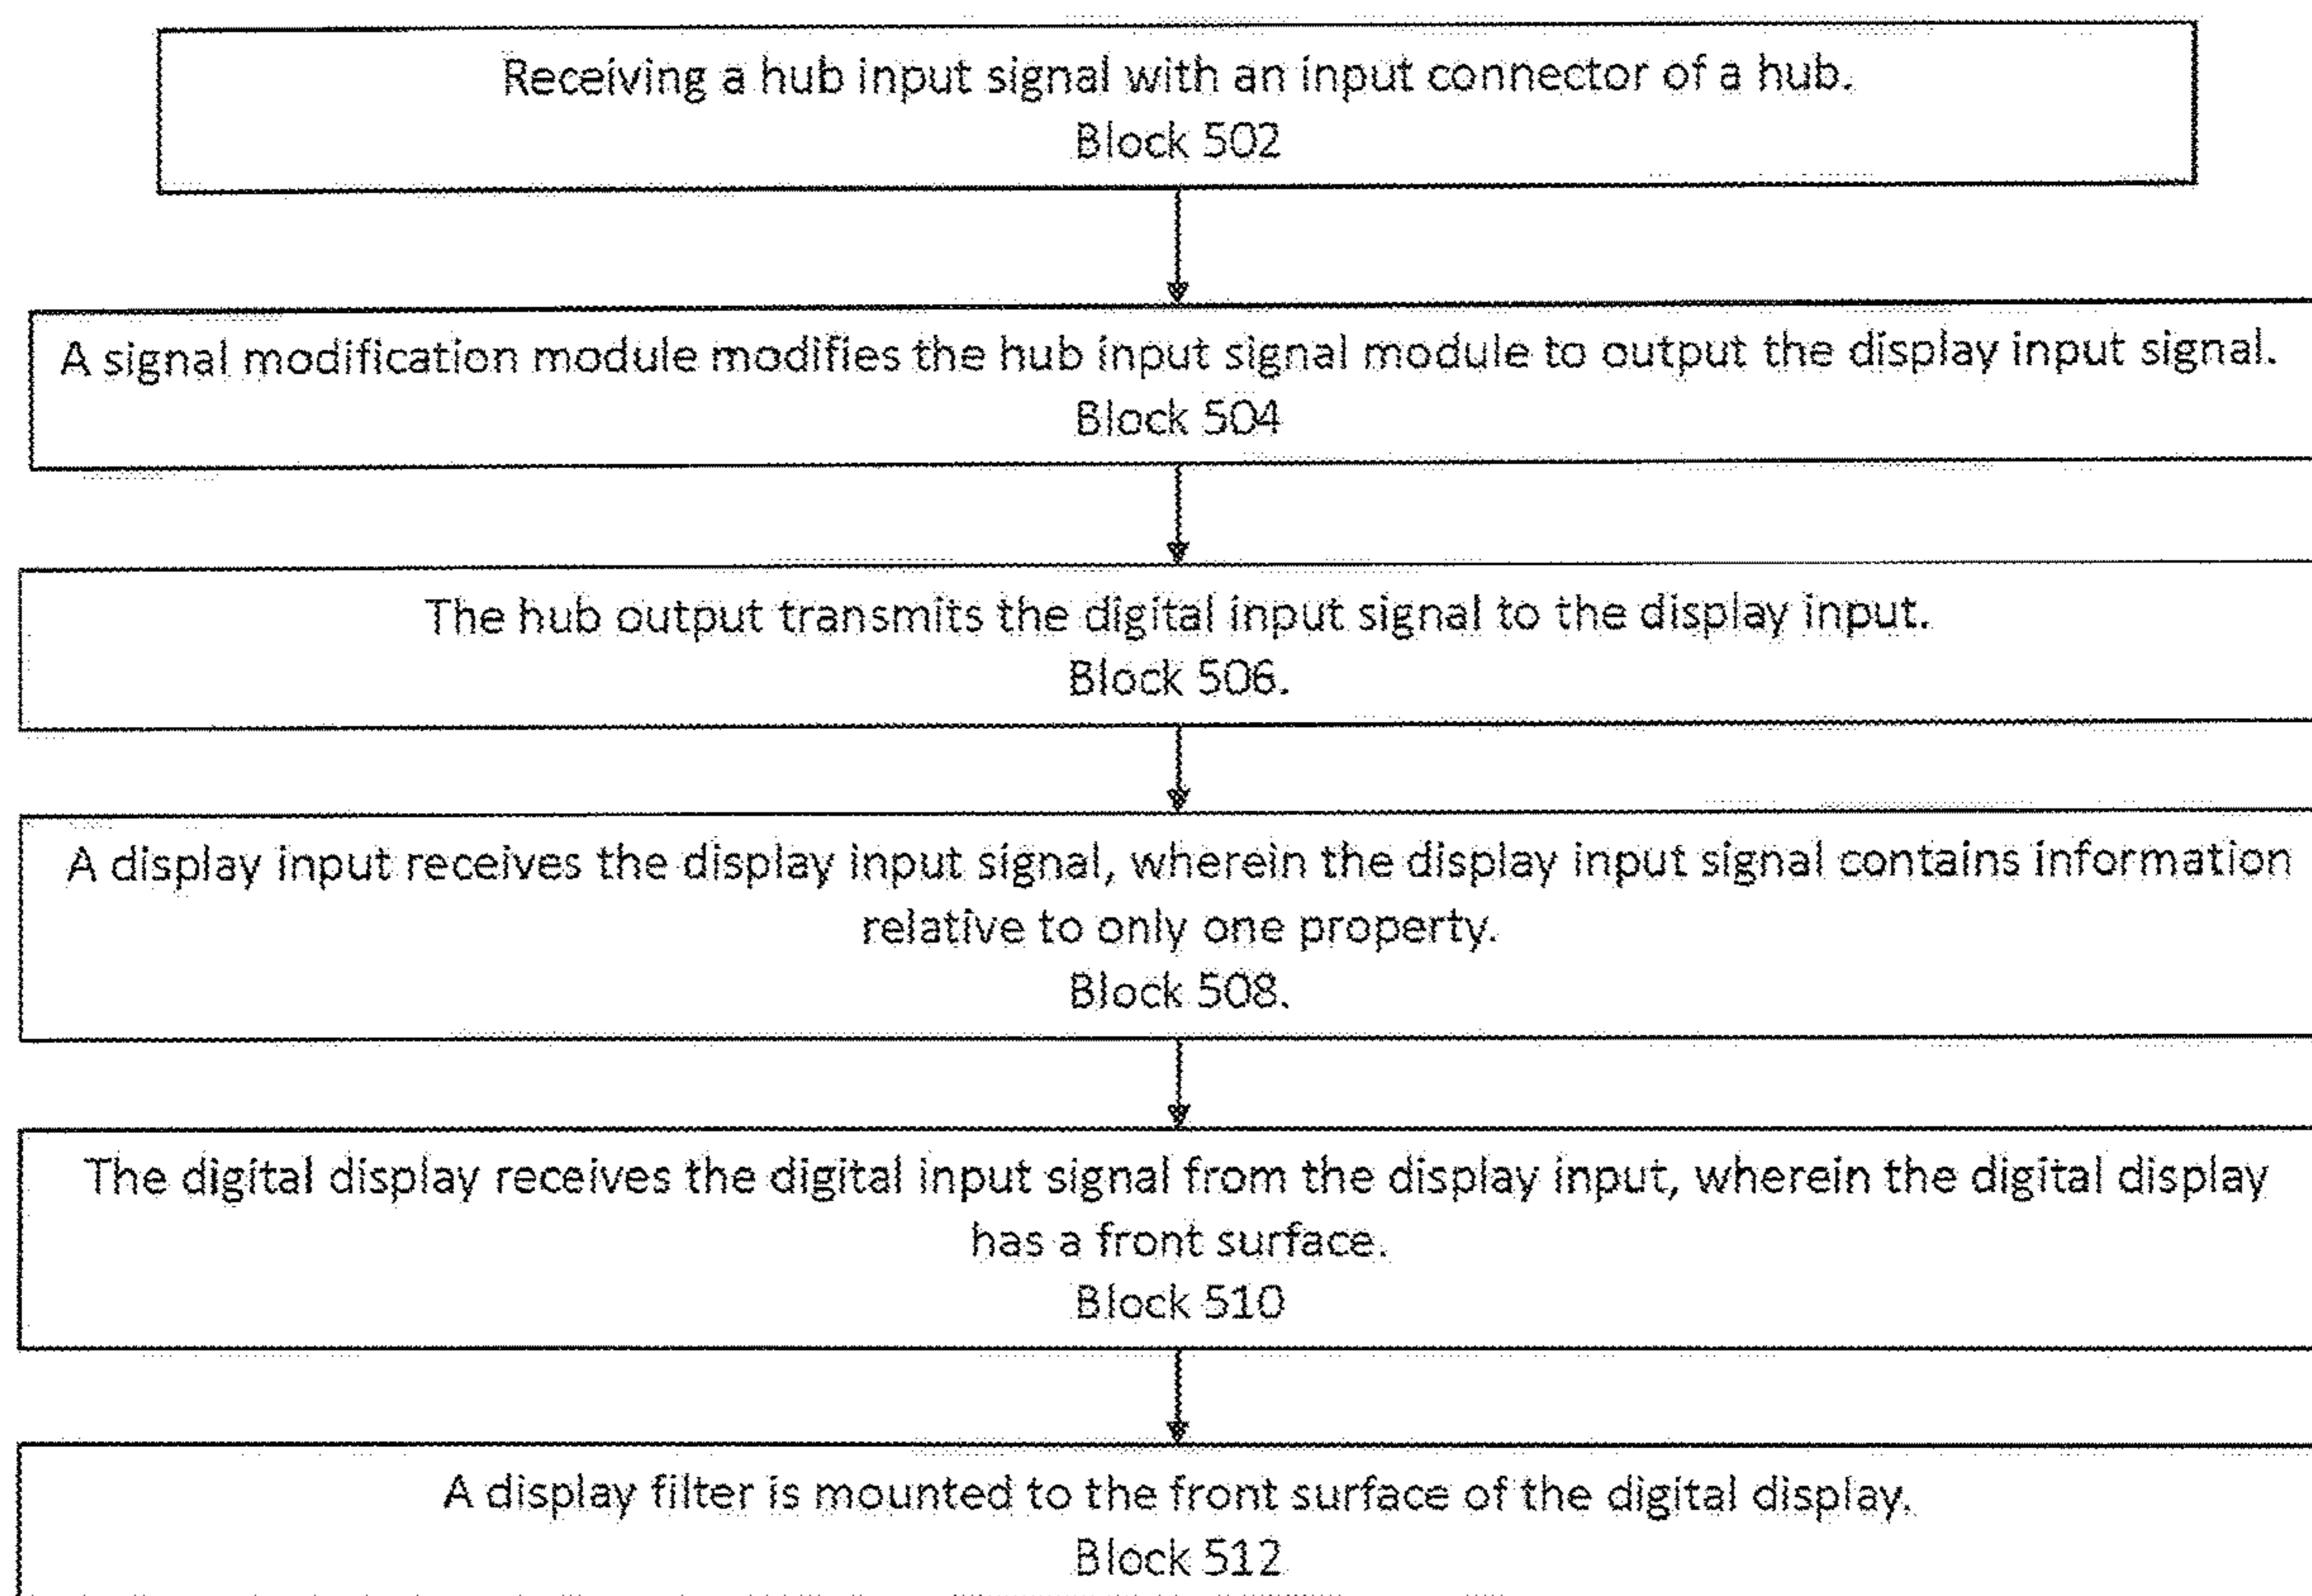 Receiving a hub input signal with an input connector of a hub.
Block 502
A signal modification module modifies the hub input signal module to output the display input signal.
Block 504
The hub output transmits the digital input signal to the display input.
Block 506.
A display input receives the display input signal, wherein the display input signal contains information
relative to only one property.
Block 508.
The digital display receives the digital input signal from the display input, wherein the digital display
has a front surface.
Block 510
A display filter is mounted to the front surface of the digital display.
Block 512